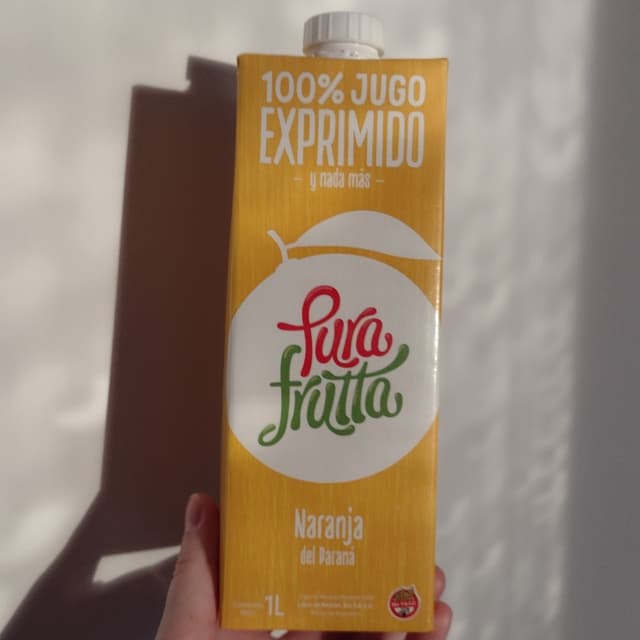 100% JUGO
EXPRIMIDO
- y nada más -
Pura
frutta
Naranja
del Paraná
1L